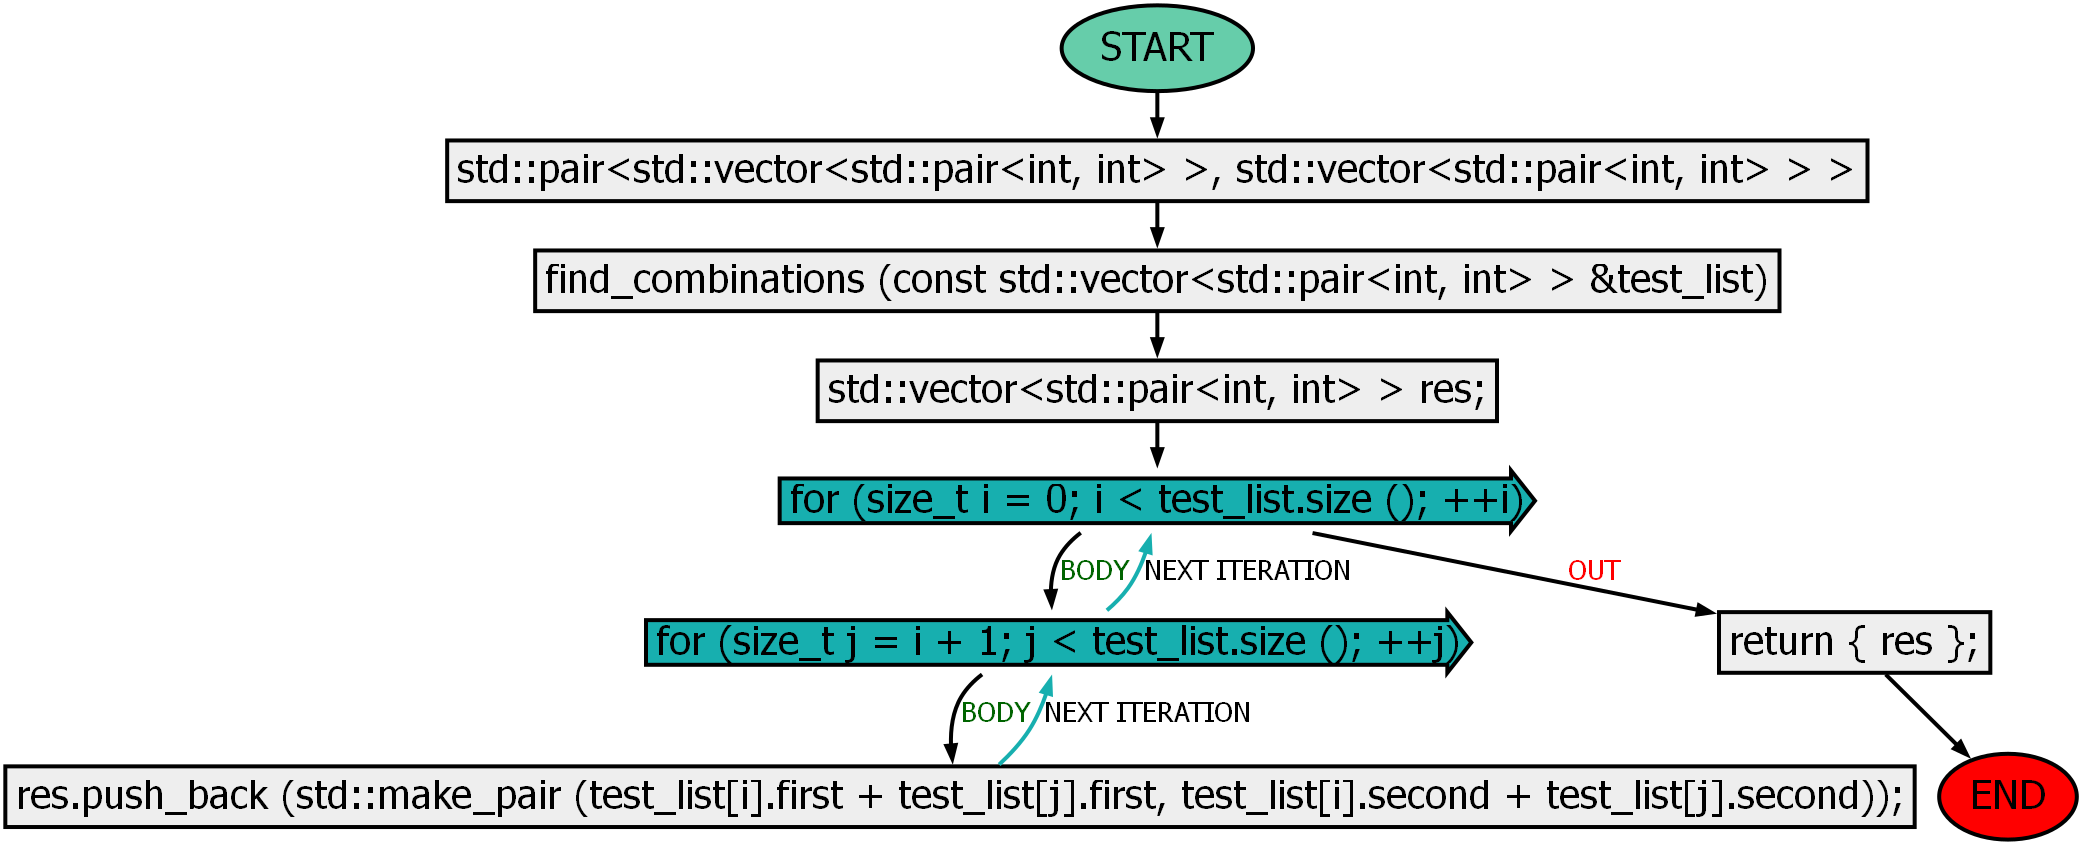 START
std::pair<std::vector<std::pair<int, int> >, std::vector<std::pair<int, int> > >
find_combinations (const std::vector<std::pair<int, int> > &test_list)
std::vector<std::pair<int, int> > res;
for (size_t i = 0; i < test_list.size (); ++i)
BODY
NEXT ITERATION
OUT
for (size_t j = i + 1; j < test_list.size (); ++j)
return { res };
BODY
NEXT ITERATION
res.push_back (std::make_pair (test_list[i].first + test_list[j].first, test_list[i].second + test_list[j].second));
END